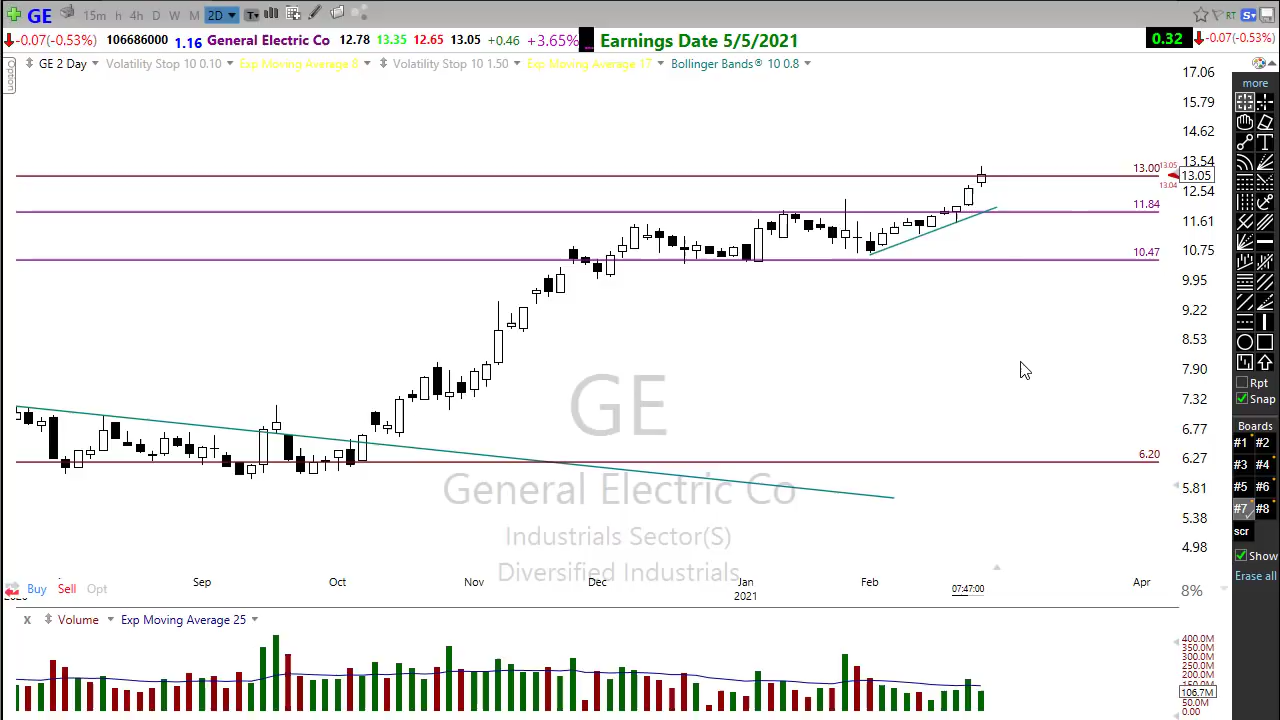 GE 15m h 4h D W M 2D T RT S
-0.07(-0.53%) 106686000 1.16 General Electric Co 12.78 13.35 12.65 13.05 +0.46 +3.65% Earnings Date 5/5/2021 0.32 -0.07(-0.53%)
Option
GE 2 Day Volatility Stop 10 0.10 Exp Moving Average 8 Volatility Stop 10 1.50 Exp Moving Average 17 Bollinger Bands® 10 0.8
17.06
15.79
14.62
13.54
13.00 13.05
13.05
13.04
12.54
11.84
11.61
10.75
10.47
9.95
9.22
8.53
7.90
7.32
6.77
6.20
6.27
5.81
5.38
4.98
GE
General Electric Co
Industrials Sector(S)
Diversified Industrials
more
Rpt
Snap
Boards
#1 #2
#3 #4
#5 #6
#7 #8
scr
Show
Erase all
Buy Sell Opt
Sep Oct Nov Dec Jan Feb Apr
2021
07:47:00
8%
X Volume Exp Moving Average 25
400.0M
350.0M
300.0M
250.0M
200.0M
106.7M
50.0M
0.00